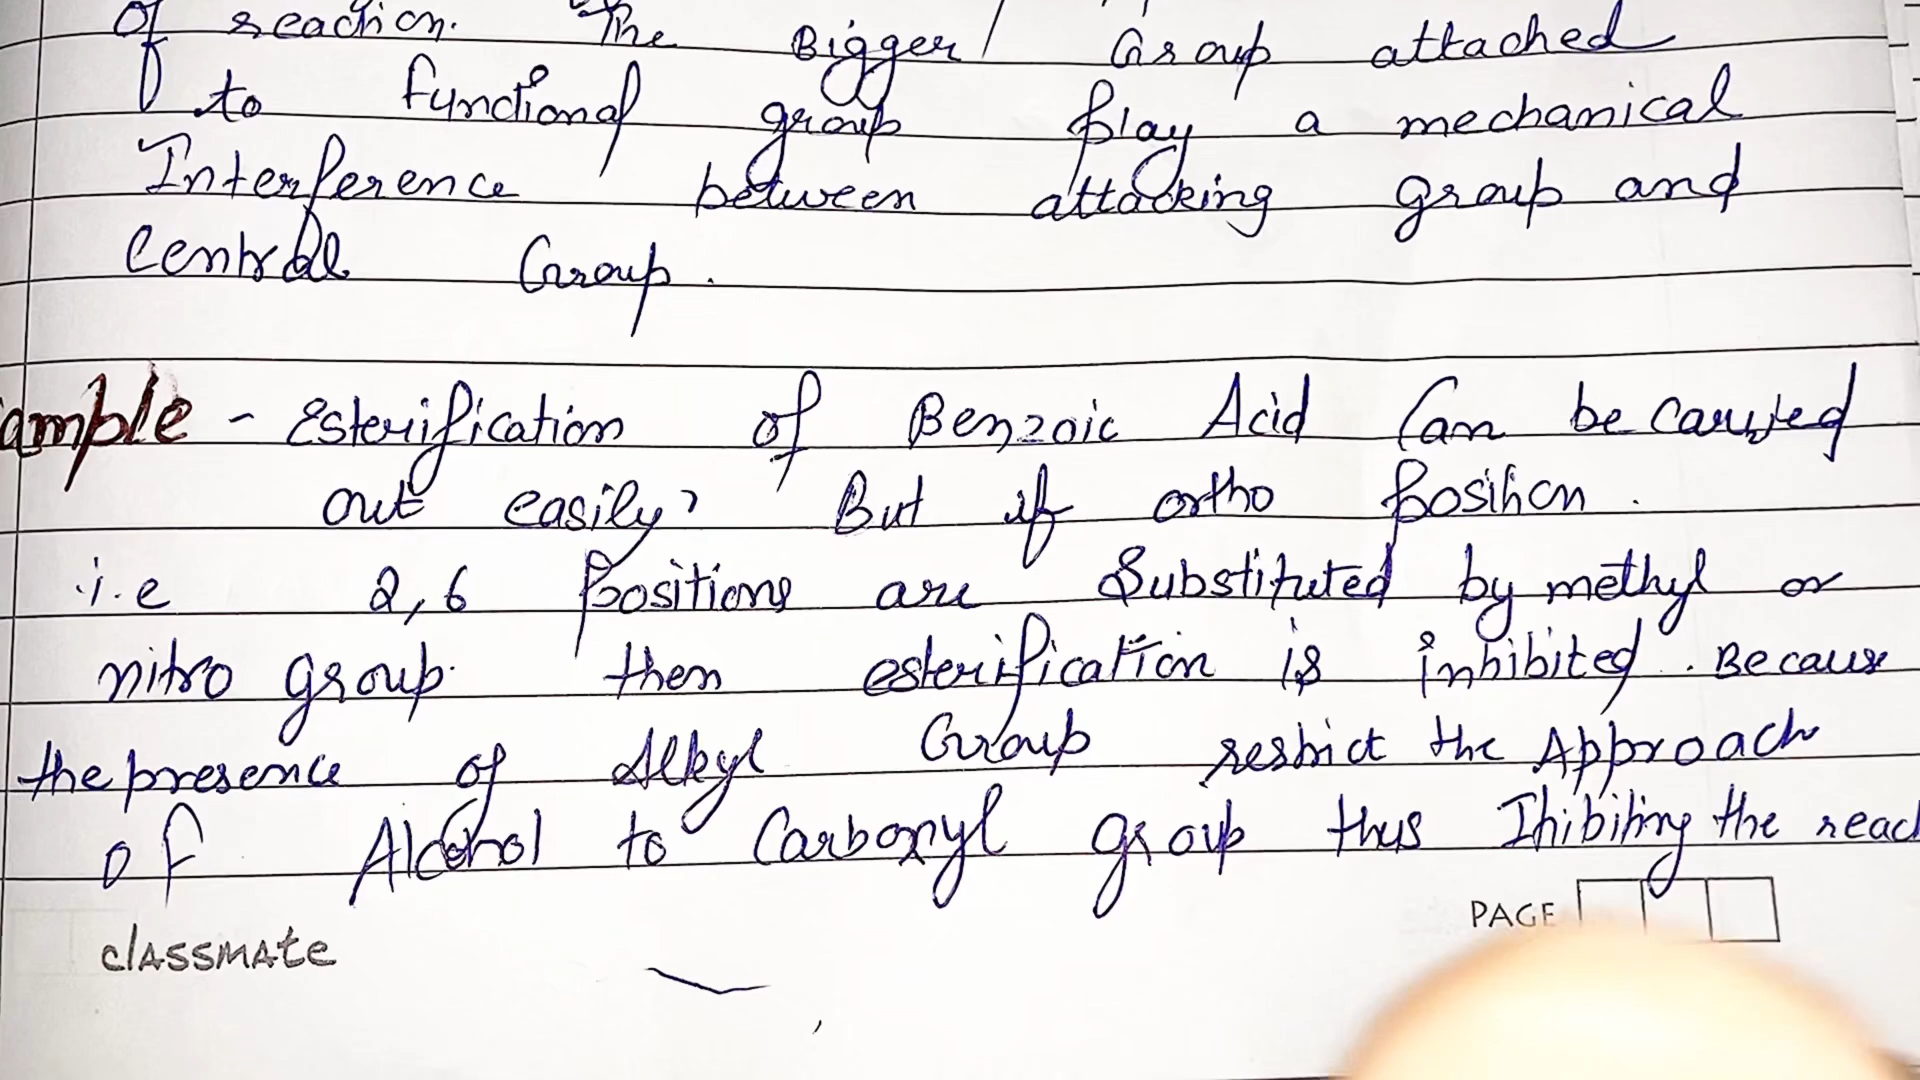 of reaction. The Bigger Group attached
to functional group play a mechanical
Interference between attacking group and
Central Group.
ample - Esterification of Benzoic Acid Can be carried
out easily, But if ortho position.
i.e 2,6 Positions are Substituted by methyl or
nitro group. then esterification is inhibited. Because
the presence of Alkyl Group restrict the Approach
of Alcohol to Carbonyl group thus Ihibiting the reac
PAGE
classmate